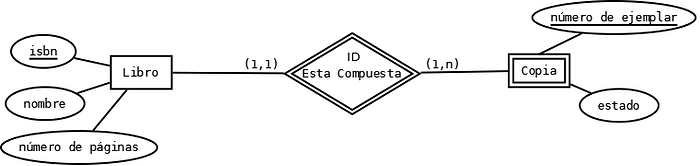 número de ejemplar
isbn
ID
(1,1)
Esta Compuesta
(1,n)
Libro
Copia
nombre
estado
número de páginas